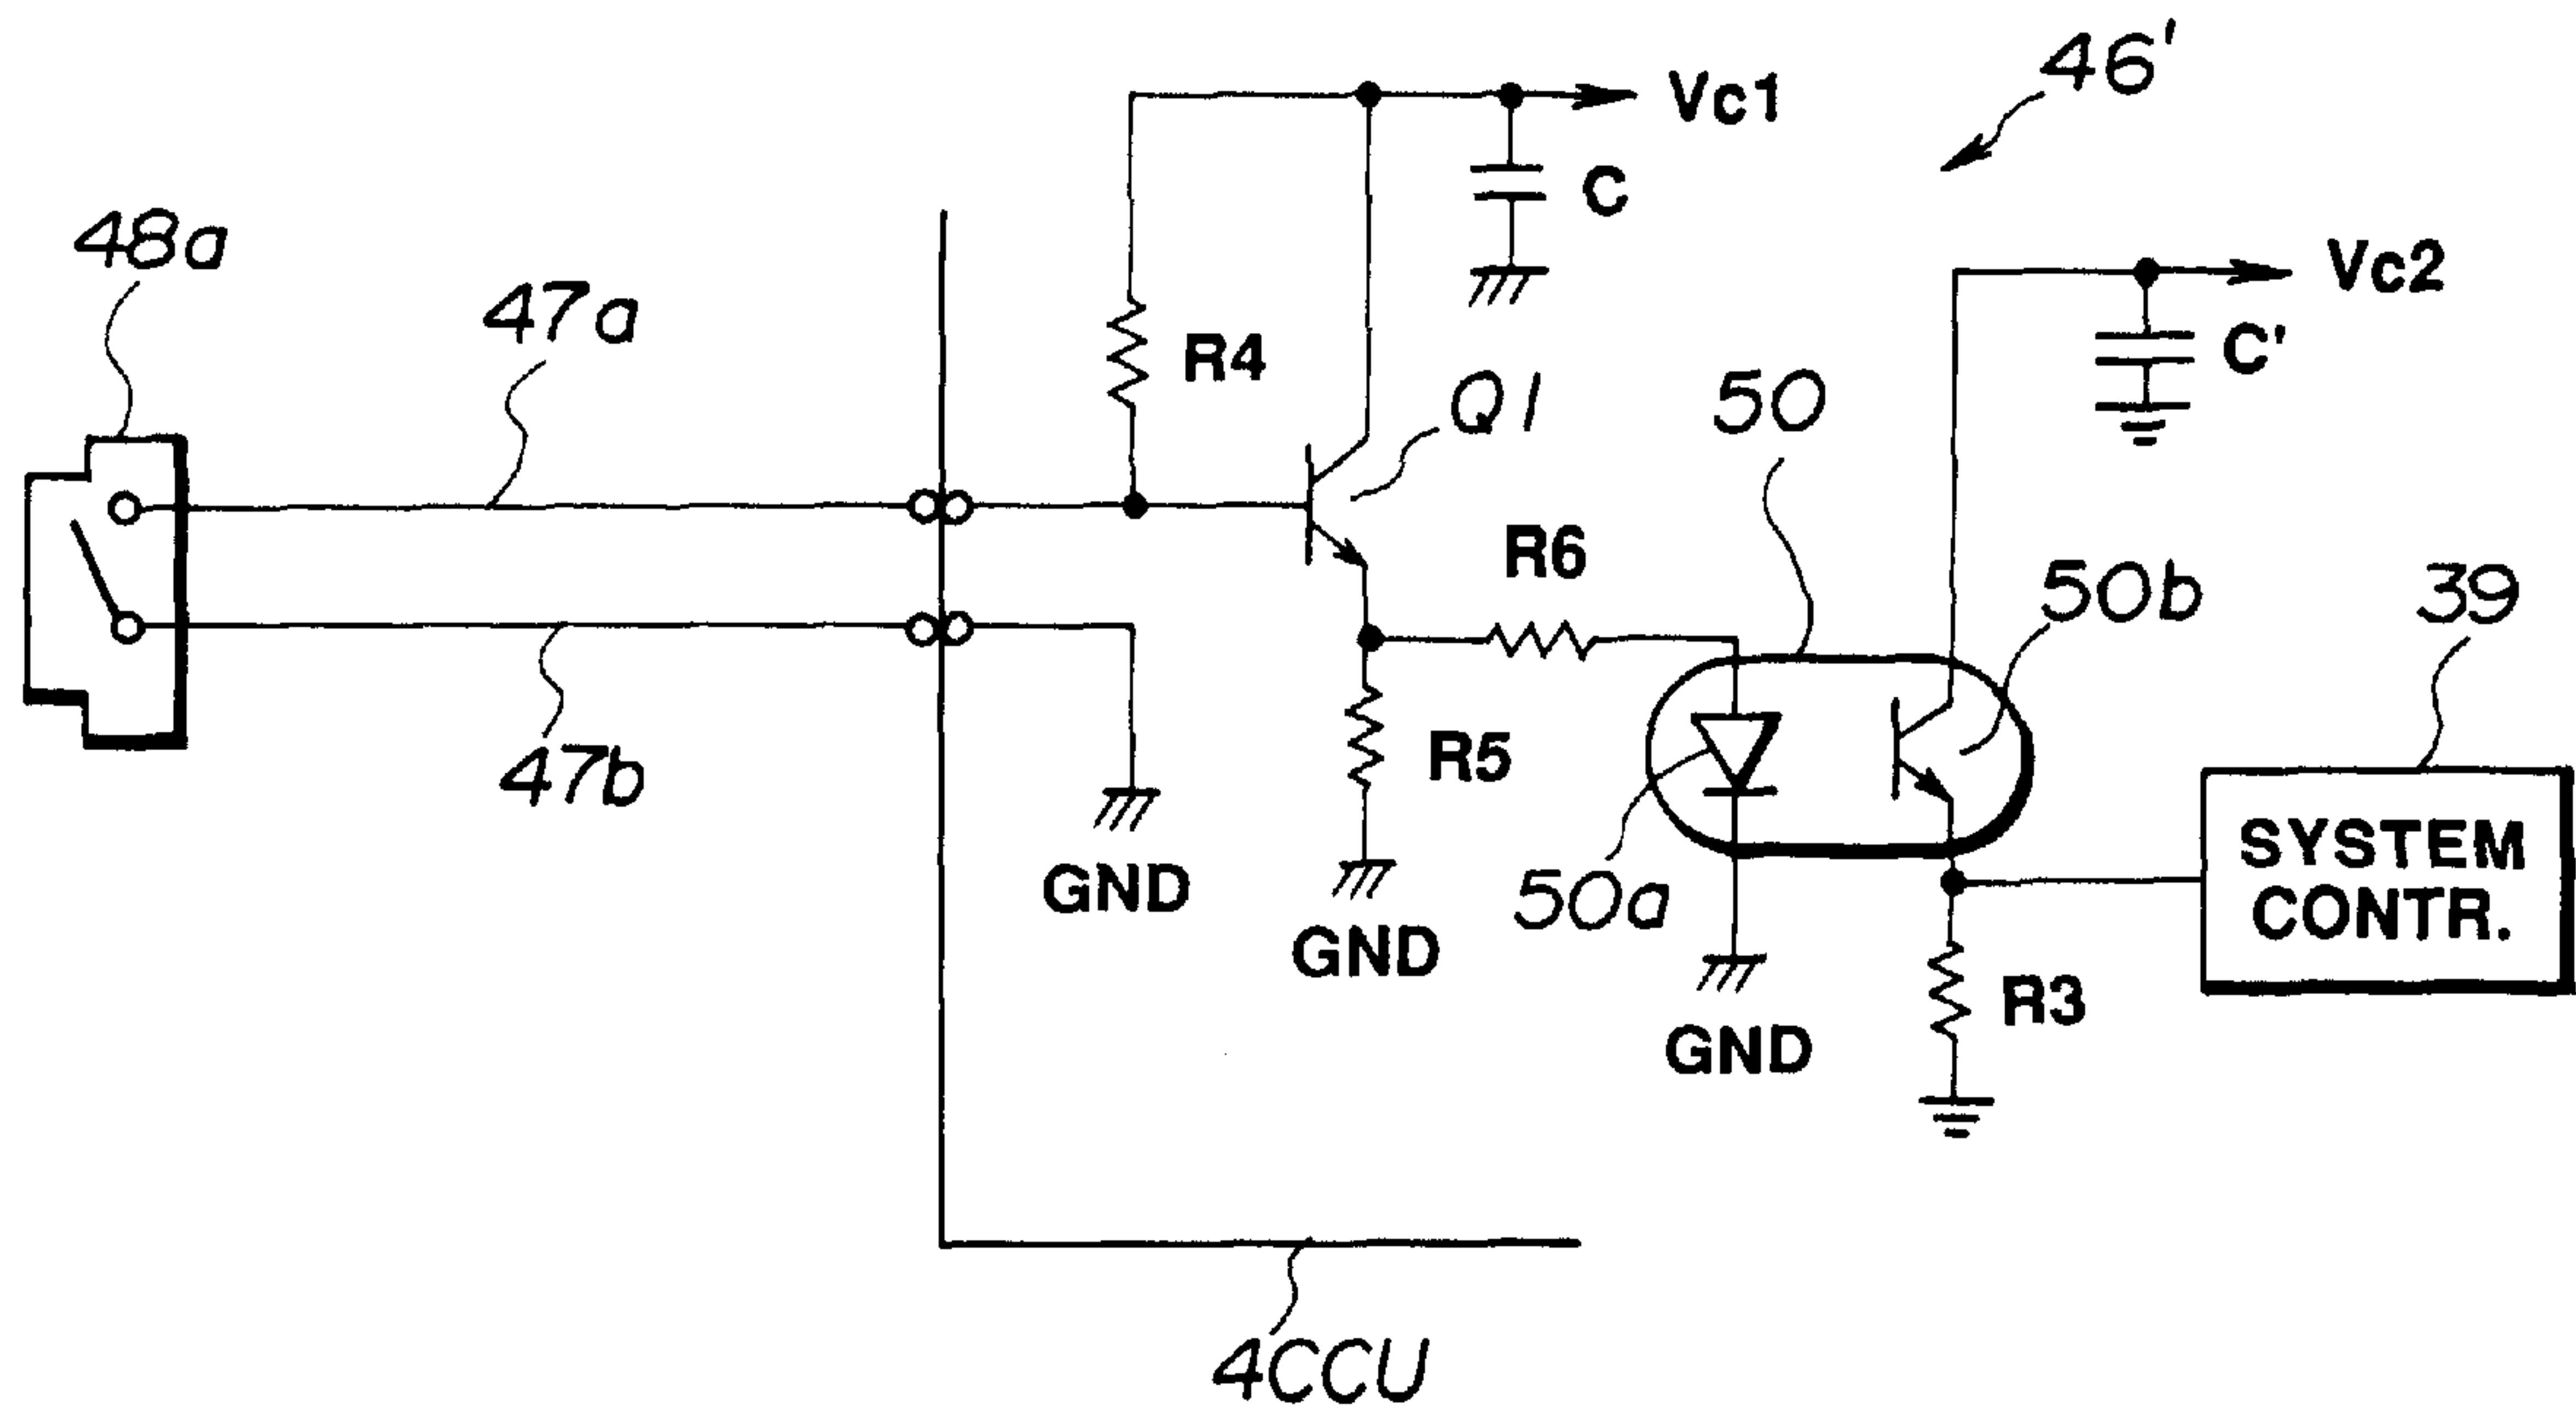 46'
Vc1
C
48a
47a
Vc2
C'
R4
Q1
50
R6
50b
39
47b
R5
GND
50a
GND
SYSTEM
CONTR.
R3
GND
4CCU